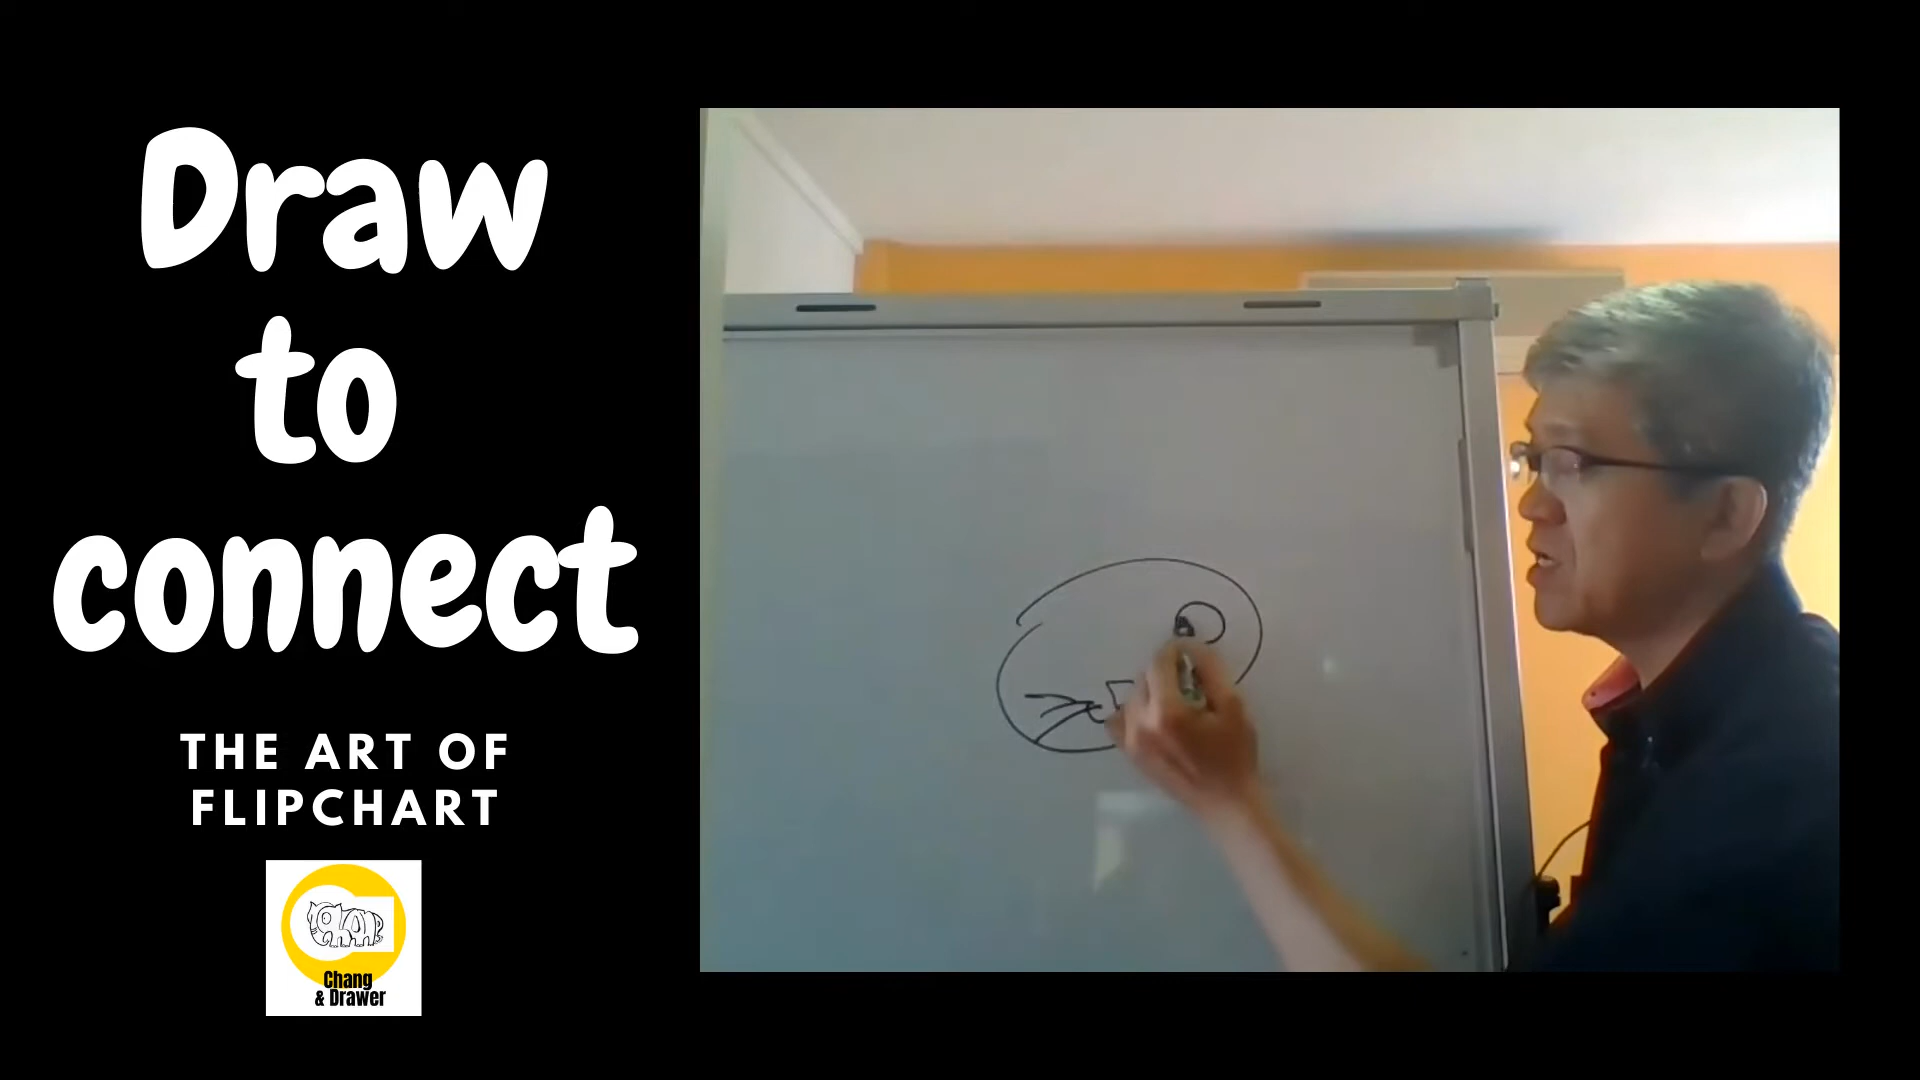 Draw
to
connect
THE ART OF
FLIPCHART
Chang
& Drawer